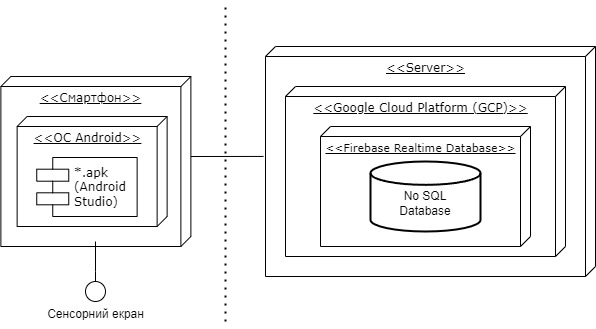 <<Смартфон>>
<<ОС Android>>
*.apk
(Android
Studio)
Сенсорний екран
<<Server>>
<<Google Cloud Platform (GCP)>>
<<Firebase Realtime Database>>
No SQL
Database